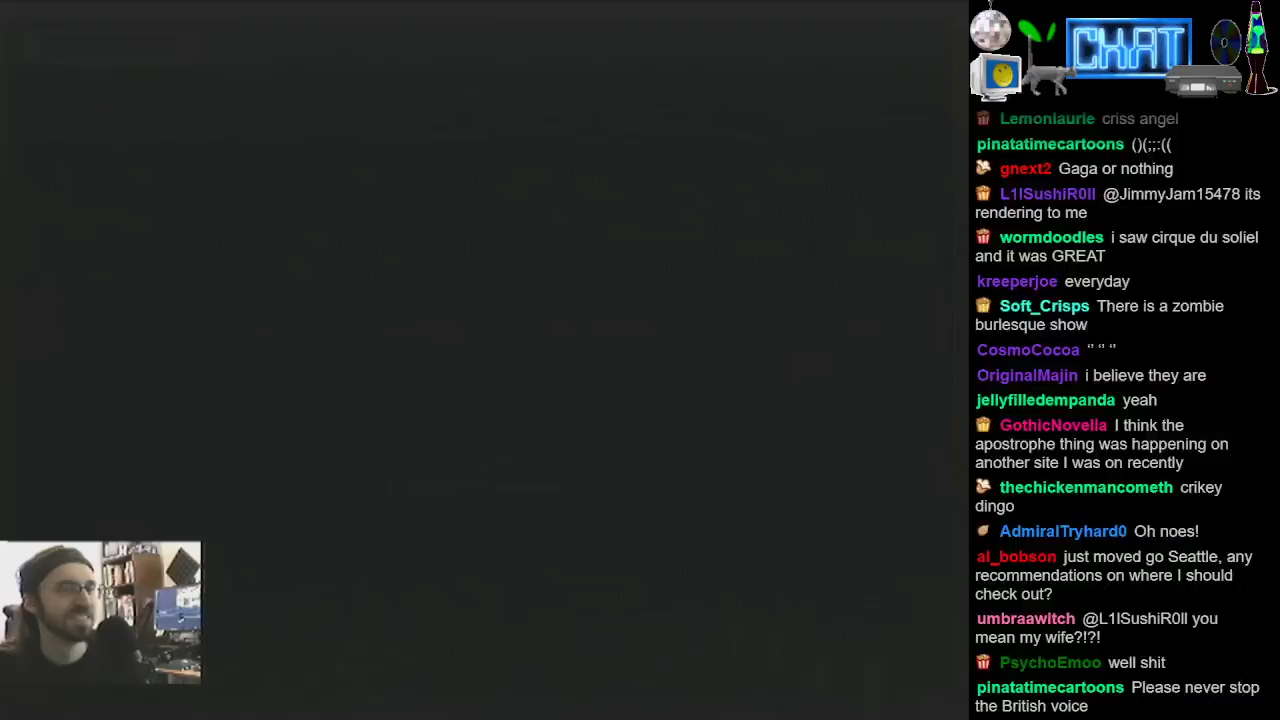 CHAT
Lemonlaurie criss angel
pinatatimecartoons ()(;;:((
gnext2 Gaga or nothing
L1lSushiR0ll @JimmyJam15478 its
rendering to me
wormdoodles i saw cirque du soliel
and it was GREAT
kreeperjoe everyday
Soft_Crisps There is a zombie
burlesque show
CosmoCocoa “ “ “
OriginalMajin i believe they are
jellyfilledempanda yeah
GothicNovella I think the
apostrophe thing was happening on
another site I was on recently
thechickenmancometh crikey
dingo
AdmiralTryhard0 Oh noes!
al_bobson just moved go Seattle, any
recommendations on where I should
check out?
umbraawitch @L1lSushiR0ll you
mean my wife?!?!
PsychoEmoo well shit
pinatatimecartoons Please never stop
the British voice